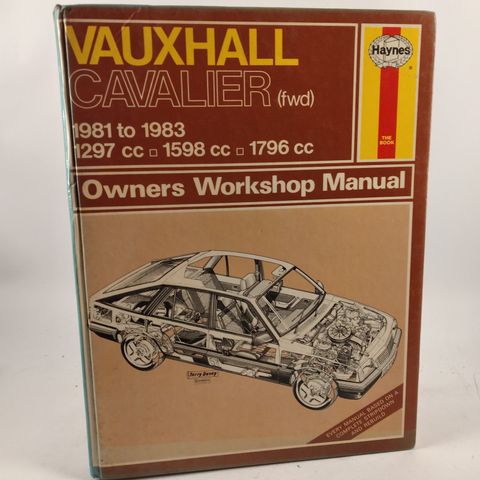 VAUXHALL
CAVALIER (fwd)
1981 to 1983
1297 cc □ 1598 cc □ 1796 cc
Owners Workshop Manual
Haynes
®
THE
BOOK
Terry Davey
EVERY MANUAL BASED ON A
COMPLETE STRIPDOWN
AND REBUILD